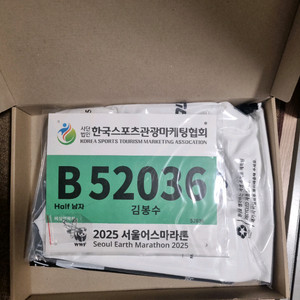 사단
법인
한국스포츠관광마케팅협회
KOREA SPORTS TOURISM MARKETING ASSOCATION
B 52036
Half 남자
김봉수
WWF
2025 서울어스마라톤
Seoul Earth Marathon 2025